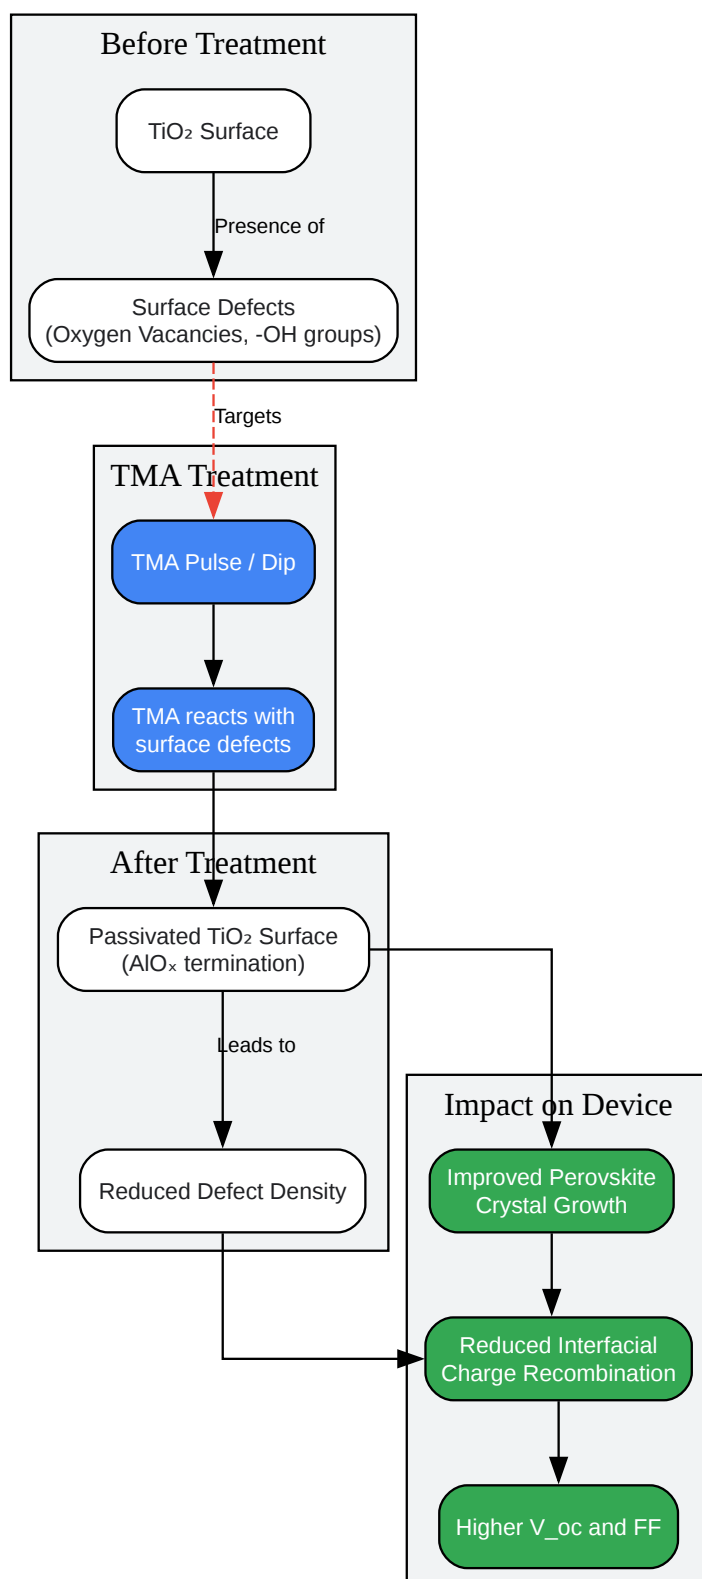 Before Treatment
TiO₂ Surface
Presence of
Surface Defects
(Oxygen Vacancies, -OH groups)
Targets
TMA Treatment
TMA Pulse / Dip
TMA reacts with
surface defects
After Treatment
Passivated TiO₂ Surface
(AlOₓ termination)
Leads to
Reduced Defect Density
Impact on Device
Improved Perovskite
Crystal Growth
Reduced Interfacial
Charge Recombination
Higher V_oc and FF